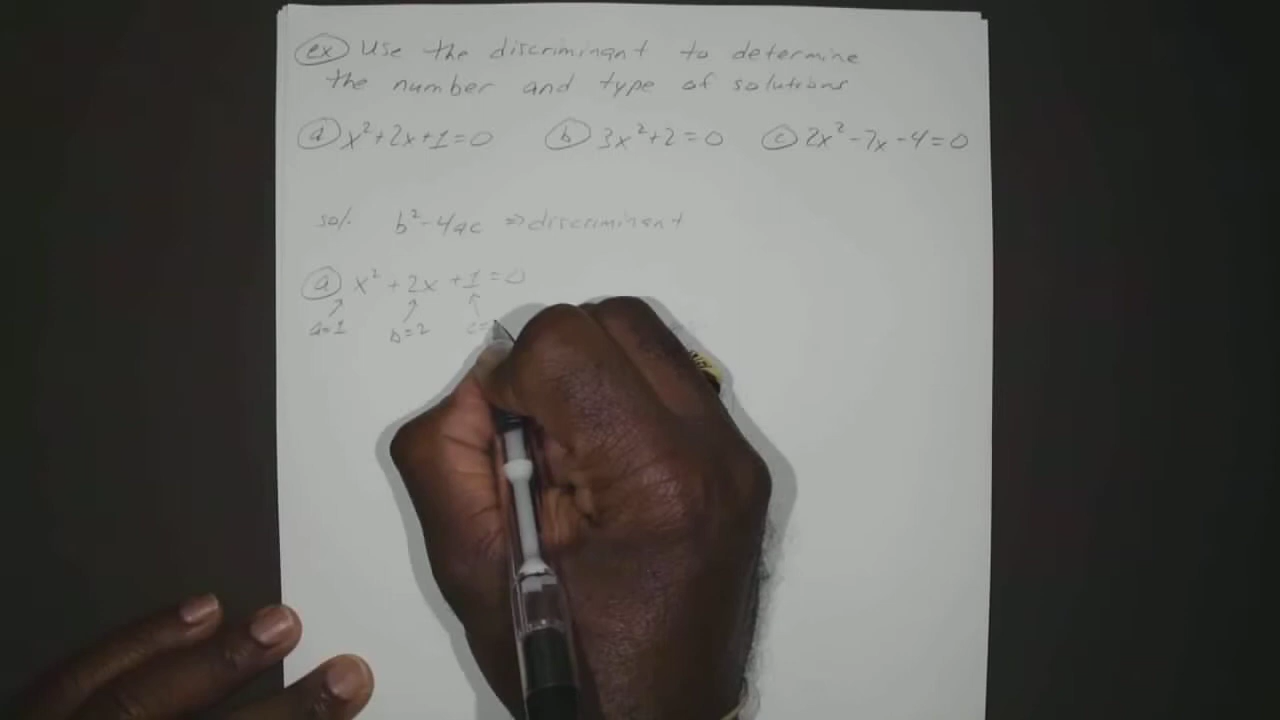 ex Use the discriminant to determine
the number and type of solutions
a x²+2x+1=0 b 3x²+2=0 c 2x²-7x-4=0
sol. b²-4ac ⇒ discriminant
a x² +2x +1=0
a=1 b=2 c=